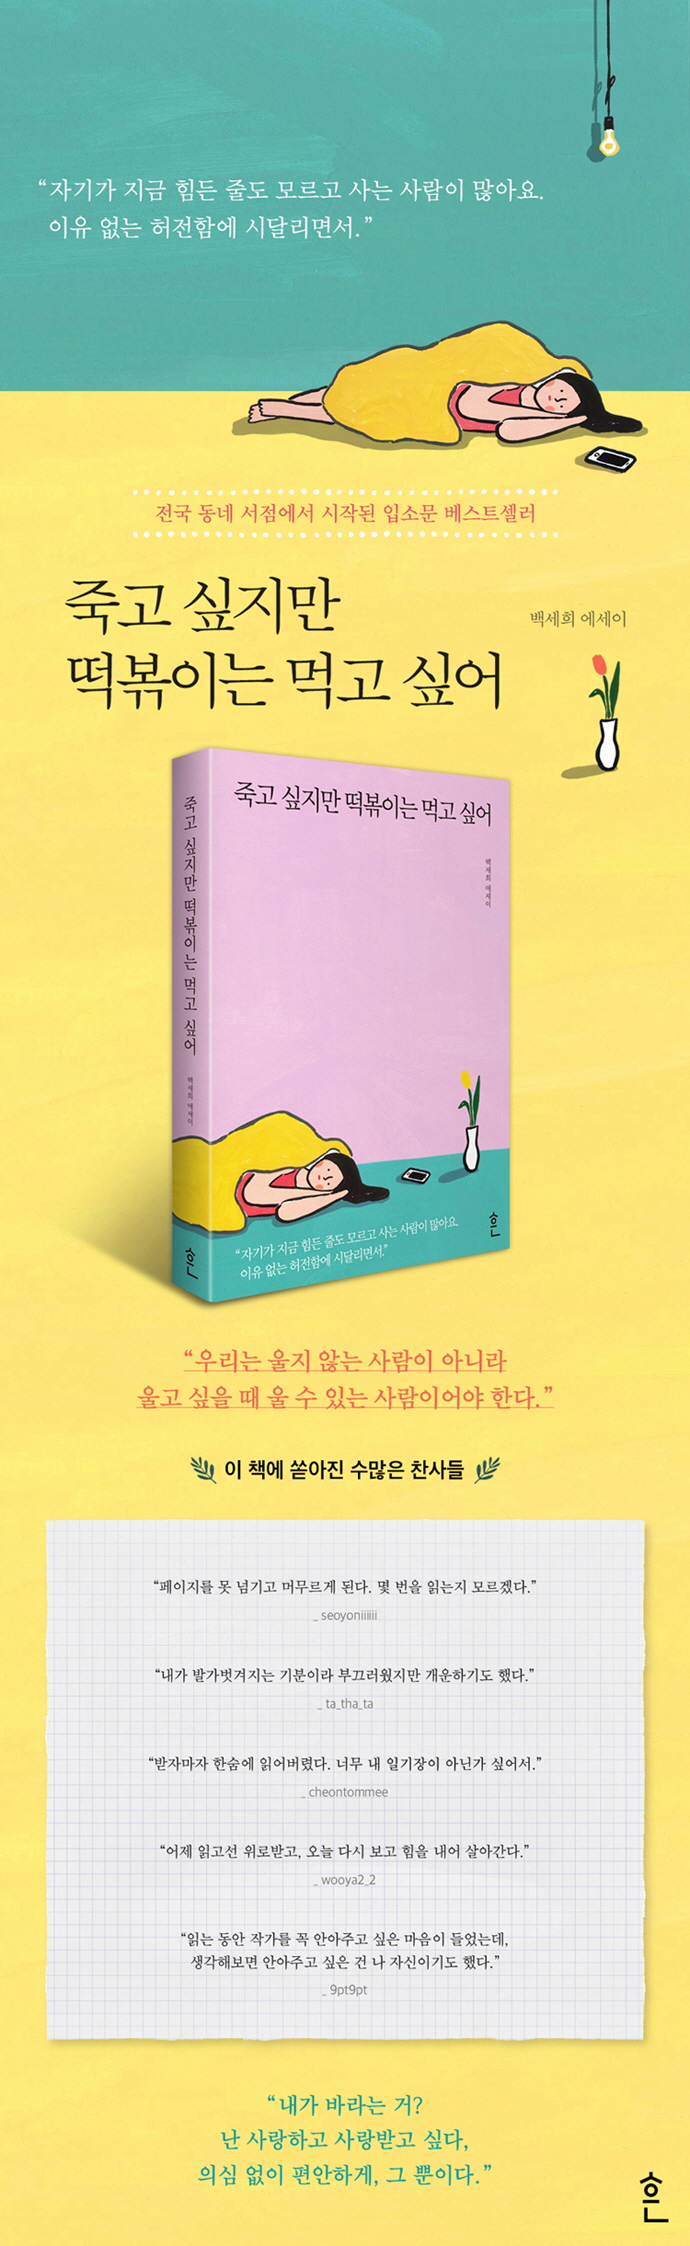 “자기가 지금 힘든 줄도 모르고 사는 사람이 많아요.
이유 없는 허전함에 시달리면서.”
전국 동네 서점에서 시작된 입소문 베스트셀러
죽고 싶지만
떡볶이는 먹고 싶어
백세희 에세이
죽고 싶지만 떡볶이는 먹고 싶어
백세희 에세이
죽고 싶지만 떡볶이는 먹고 싶어
백세희 에세이
“자기가 지금 힘든 줄도 모르고 사는 사람이 많아요.
이유 없는 허전함에 시달리면서.”
흔
흔
“우리는 울지 않는 사람이 아니라
울고 싶을 때 울 수 있는 사람이어야 한다.”
이 책에 쏟아진 수많은 찬사들
“페이지를 못 넘기고 머무르게 된다. 몇 번을 읽는지 모르겠다.”
_ seoyoniiiiii
“내가 발가벗겨지는 기분이라 부끄러웠지만 개운하기도 했다.”
_ ta_tha_ta
“받자마자 한숨에 읽어버렸다. 너무 내 일기장이 아닌가 싶어서.”
_ cheontommee
“어제 읽고선 위로받고, 오늘 다시 보고 힘을 내어 살아간다.”
_ wooya2_2
“읽는 동안 작가를 꼭 안아주고 싶은 마음이 들었는데,
생각해보면 안아주고 싶은 건 나 자신이기도 했다.”
_ 9pt9pt
“내가 바라는 거?
난 사랑하고 사랑받고 싶다,
의심 없이 편안하게, 그 뿐이다.”
흔